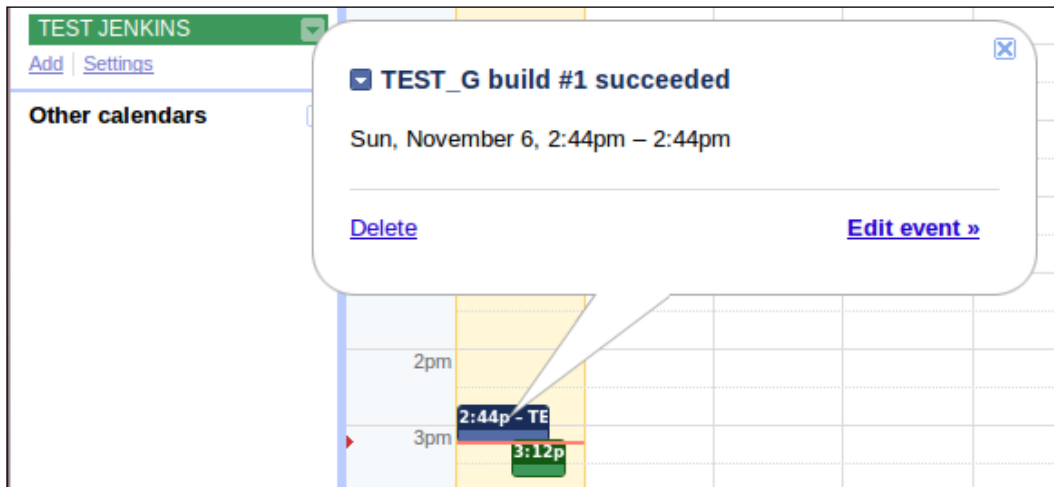 TEST JENKINS
Add
Settings
Other calendars
TEST_G build #1 succeeded
Sun, November 6, 2:44pm – 2:44pm
Delete
Edit event »
2pm
2:44p – TE
3pm
3:12p